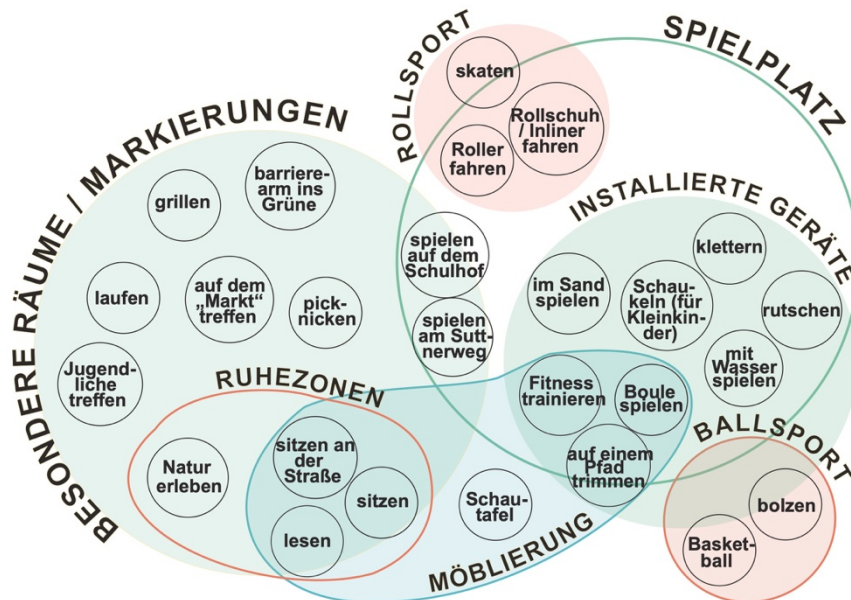 SPIELPLATZ
ROLLSPORT
skaten
Rollschuh
/ Inliner
fahren
Roller
fahren
BESONDERE RÄUME / MARKIERUNGEN
barriere-
arm ins
Grüne
grillen
laufen
auf dem
„Markt“
treffen
pick-
nicken
Jugend-
liche
treffen
spielen
auf dem
Schulhof
spielen
am Sutt-
nerweg
INSTALLIERTE GERÄTE
klettern
im Sand
spielen
Schau-
keln (für
Kleinkin-
der)
rutschen
mit
Wasser
spielen
Fitness
trainieren
Boule
spielen
auf einem
Pfad
trimmen
RUHEZONEN
Natur
erleben
sitzen an
der
Straße
sitzen
lesen
MÖBLIERUNG
Schau-
tafel
BALLSPORT
bolzen
Basket-
ball